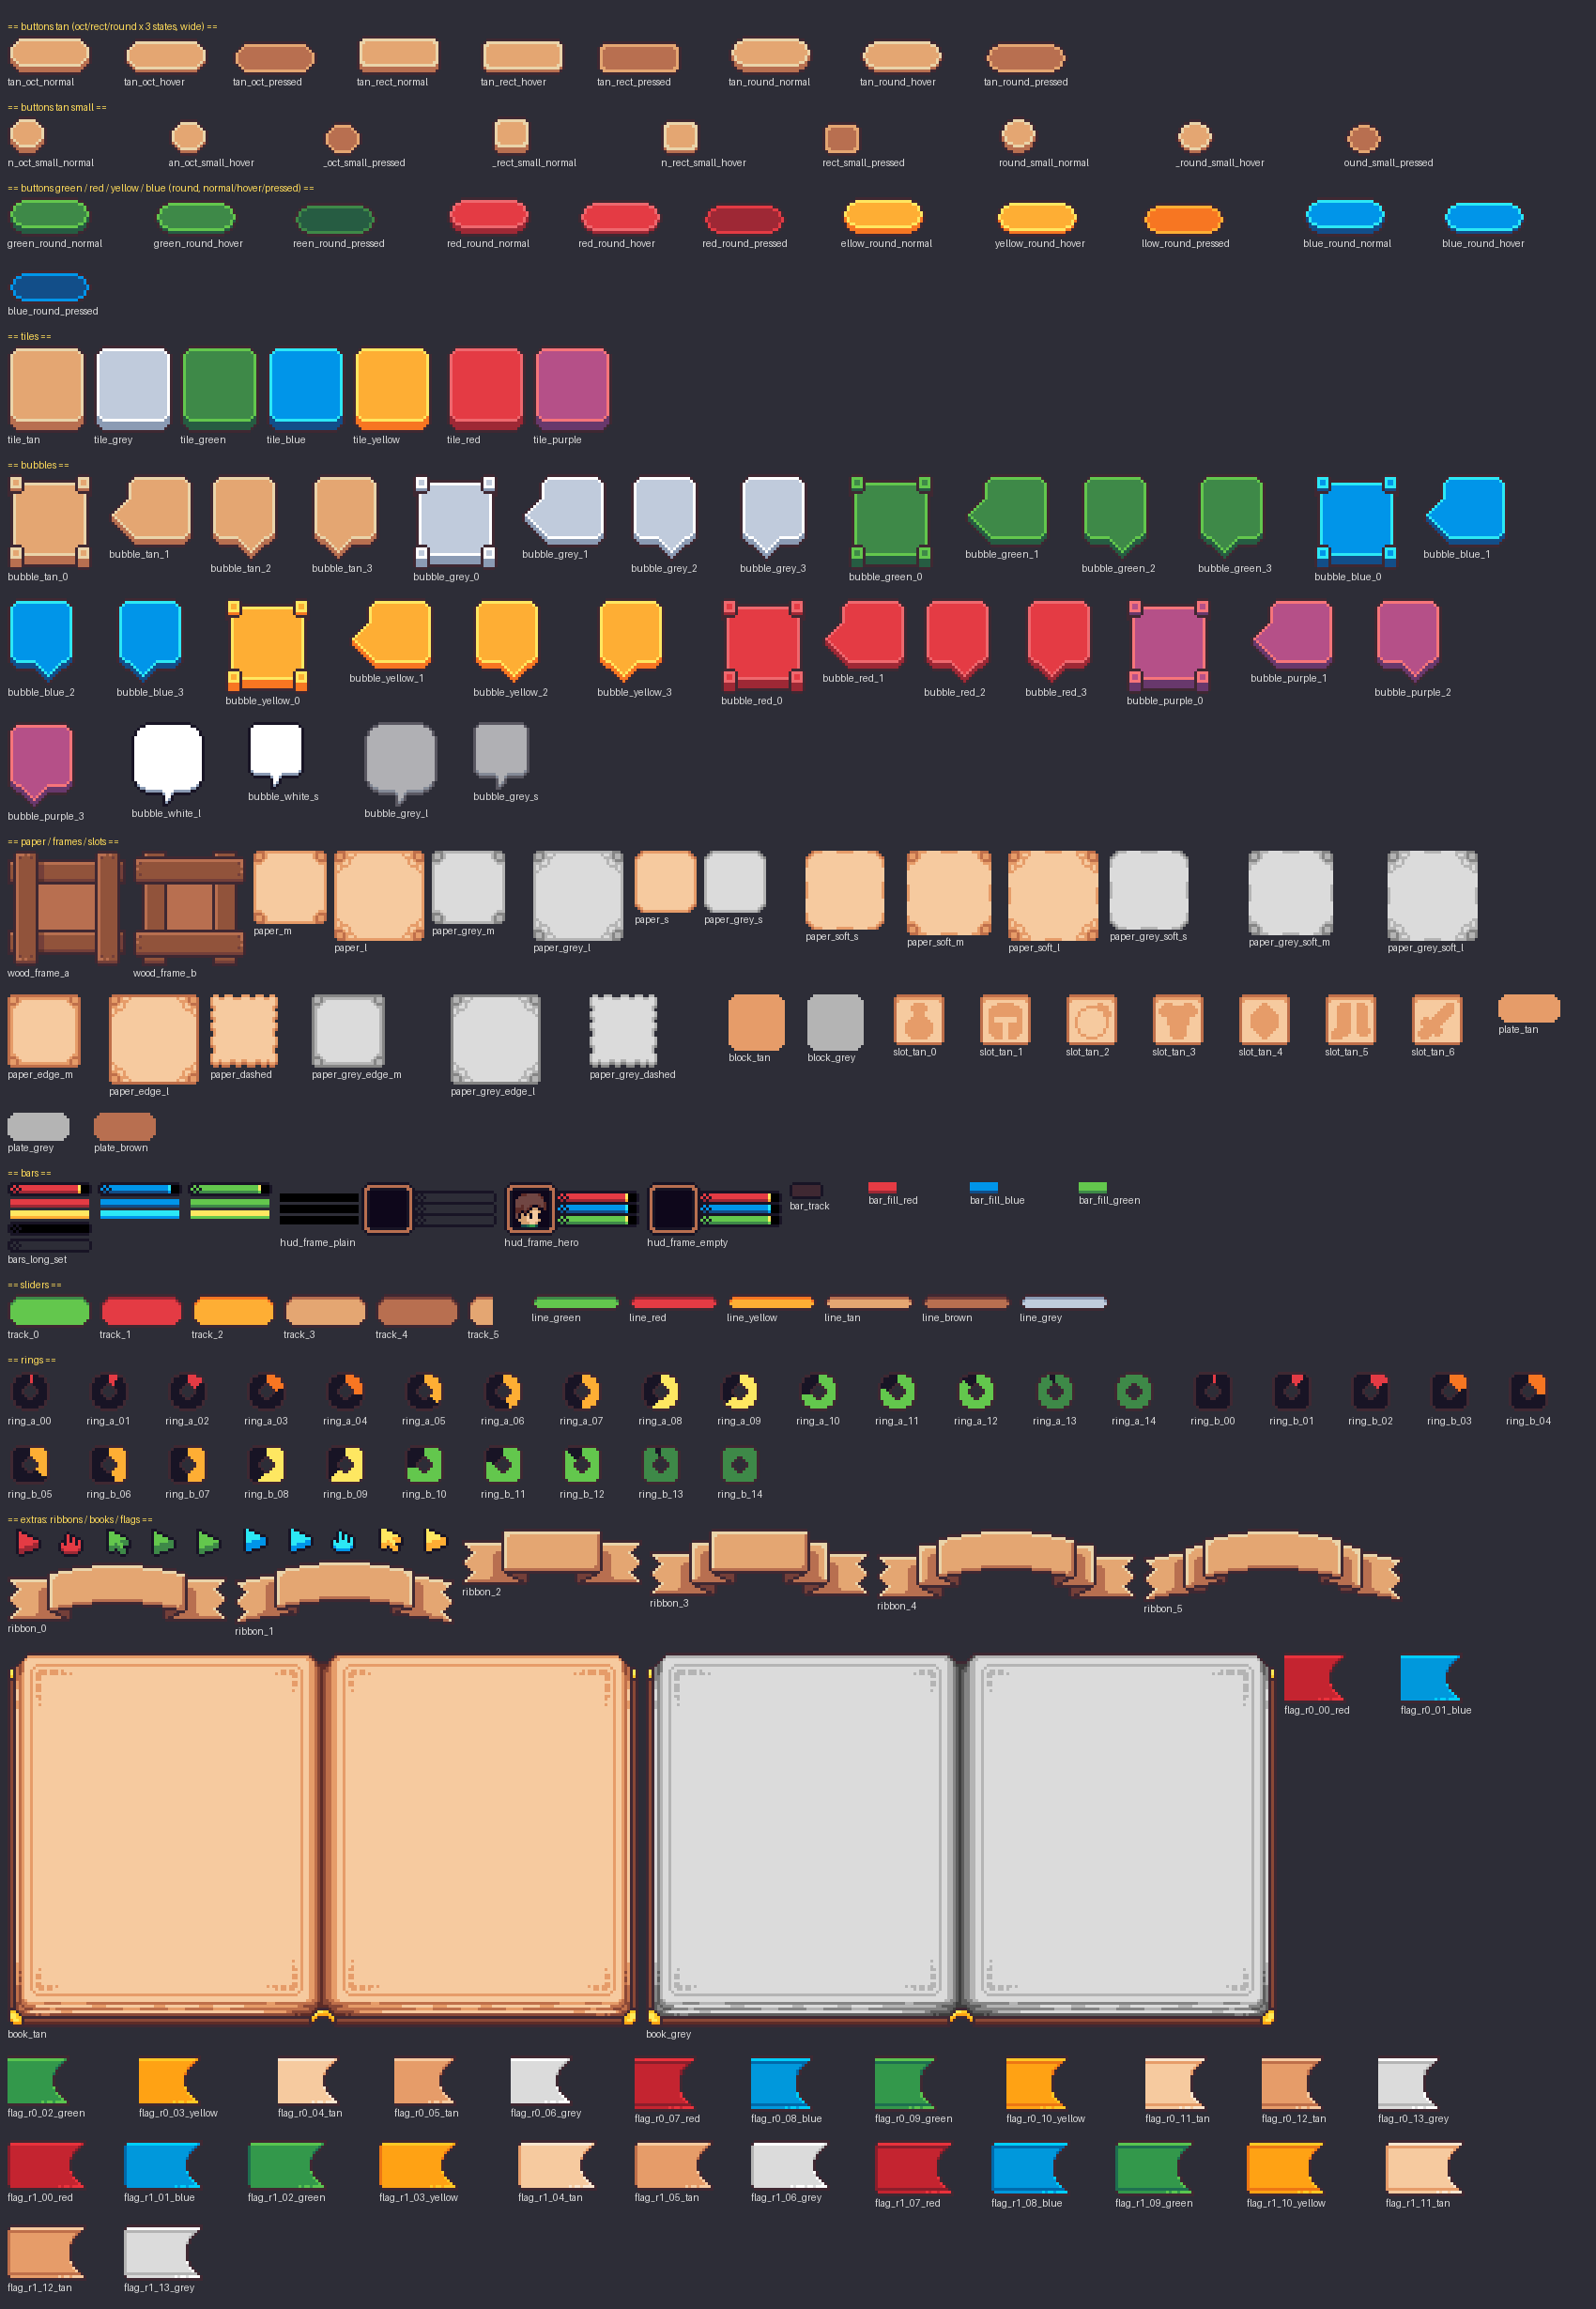 == buttons tan (oct/rect/round x 3 states, wide) ==
tan_oct_normal tan_oct_hover tan_oct_pressed tan_rect_normal tan_rect_hover tan_rect_pressed tan_round_normal tan_round_hover tan_round_pressed
== buttons tan small ==
n_oct_small_normal an_oct_small_hover _oct_small_pressed _rect_small_normal n_rect_small_hover rect_small_pressed round_small_normal _round_small_hover ound_small_pressed
== buttons green / red / yellow / blue (round, normal/hover/pressed) ==
green_round_normal green_round_hover reen_round_pressed red_round_normal red_round_hover red_round_pressed ellow_round_normal yellow_round_hover llow_round_pressed blue_round_normal blue_round_hover
blue_round_pressed
== tiles ==
tile_tan tile_grey tile_green tile_blue tile_yellow tile_red tile_purple
== bubbles ==
bubble_tan_0 bubble_tan_1 bubble_tan_2 bubble_tan_3 bubble_grey_0 bubble_grey_1 bubble_grey_2 bubble_grey_3 bubble_green_0 bubble_green_1 bubble_green_2 bubble_green_3 bubble_blue_0 bubble_blue_1
bubble_blue_2 bubble_blue_3 bubble_yellow_0 bubble_yellow_1 bubble_yellow_2 bubble_yellow_3 bubble_red_0 bubble_red_1 bubble_red_2 bubble_red_3 bubble_purple_0 bubble_purple_1 bubble_purple_2
bubble_purple_3 bubble_white_l bubble_white_s bubble_grey_l bubble_grey_s
== paper / frames / slots ==
wood_frame_a wood_frame_b paper_m paper_l paper_grey_m paper_grey_l paper_s paper_grey_s paper_soft_s paper_soft_m paper_soft_l paper_grey_soft_s paper_grey_soft_m paper_grey_soft_l
paper_edge_m paper_edge_l paper_dashed paper_grey_edge_m paper_grey_edge_l paper_grey_dashed block_tan block_grey slot_tan_0 slot_tan_1 slot_tan_2 slot_tan_3 slot_tan_4 slot_tan_5 slot_tan_6 plate_tan
plate_grey plate_brown
== bars ==
bars_long_set hud_frame_plain hud_frame_hero hud_frame_empty bar_track bar_fill_red bar_fill_blue bar_fill_green
== sliders ==
track_0 track_1 track_2 track_3 track_4 track_5 line_green line_red line_yellow line_tan line_brown line_grey
== rings ==
ring_a_00 ring_a_01 ring_a_02 ring_a_03 ring_a_04 ring_a_05 ring_a_06 ring_a_07 ring_a_08 ring_a_09 ring_a_10 ring_a_11 ring_a_12 ring_a_13 ring_a_14 ring_b_00 ring_b_01 ring_b_02 ring_b_03 ring_b_04
ring_b_05 ring_b_06 ring_b_07 ring_b_08 ring_b_09 ring_b_10 ring_b_11 ring_b_12 ring_b_13 ring_b_14
== extras: ribbons / books / flags ==
ribbon_0 ribbon_1 ribbon_2 ribbon_3 ribbon_4 ribbon_5
book_tan book_grey flag_r0_00_red flag_r0_01_blue
flag_r0_02_green flag_r0_03_yellow flag_r0_04_tan flag_r0_05_tan flag_r0_06_grey flag_r0_07_red flag_r0_08_blue flag_r0_09_green flag_r0_10_yellow flag_r0_11_tan flag_r0_12_tan flag_r0_13_grey
flag_r1_00_red flag_r1_01_blue flag_r1_02_green flag_r1_03_yellow flag_r1_04_tan flag_r1_05_tan flag_r1_06_grey flag_r1_07_red flag_r1_08_blue flag_r1_09_green flag_r1_10_yellow flag_r1_11_tan
flag_r1_12_tan flag_r1_13_grey